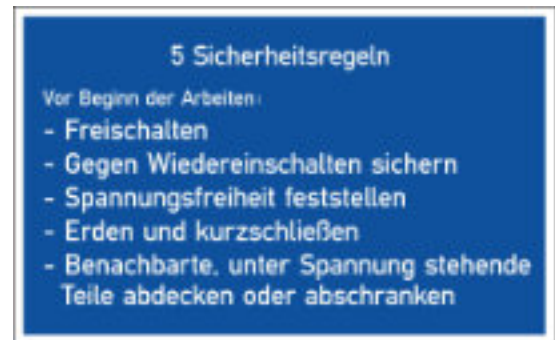 5 Sicherheitsregeln
Vor Beginn der Arbeiten:
- Freischalten
- Gegen Wiedereinschalten sichern
- Spannungsfreiheit feststellen
- Erden und kurzschließen
- Benachbarte, unter Spannung stehende
Teile abdecken oder abschranken